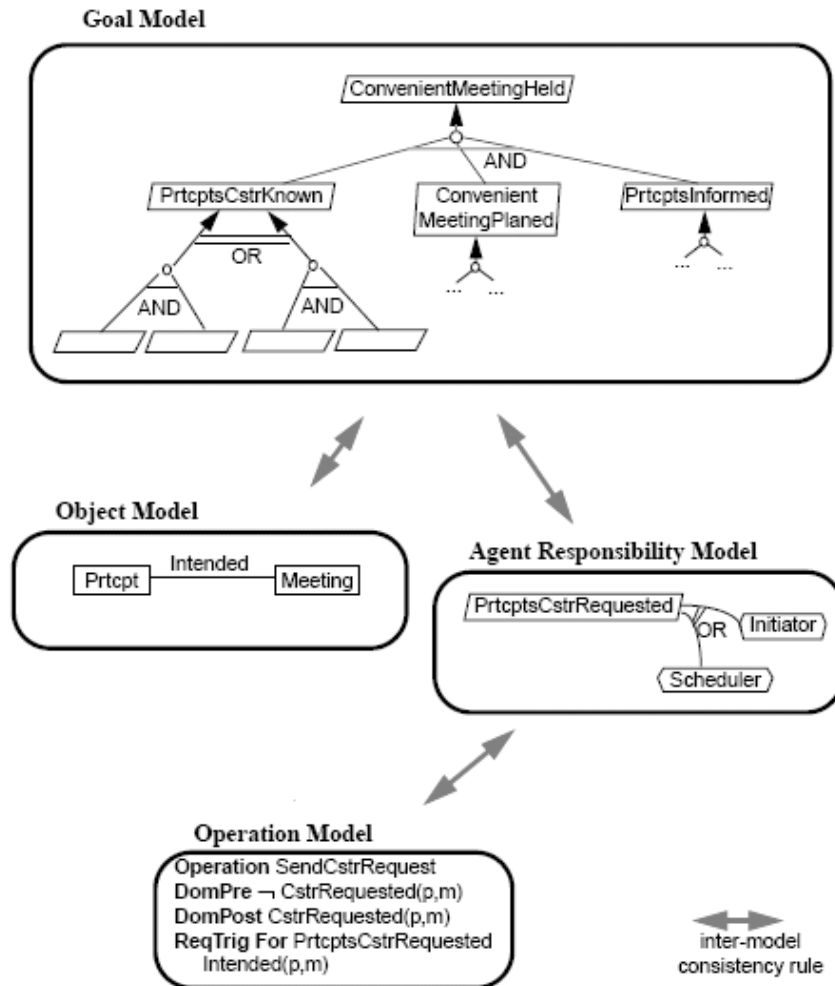 Goal Model
ConvenientMeetingHeld
AND
PrtcptsCstrKnown
Convenient
MeetingPlaned
PrtcptsInformed
OR
AND
AND
... ...
... ...
Object Model
Prtcpt
Intended
Meeting
Agent Responsibility Model
PrtcptsCstrRequested
OR
Initiator
Scheduler
Operation Model
Operation SendCstrRequest
DomPre ¬ CstrRequested(p,m)
DomPost CstrRequested(p,m)
ReqTrig For PrtcptsCstrRequested
Intended(p,m)
inter-model
consistency rule